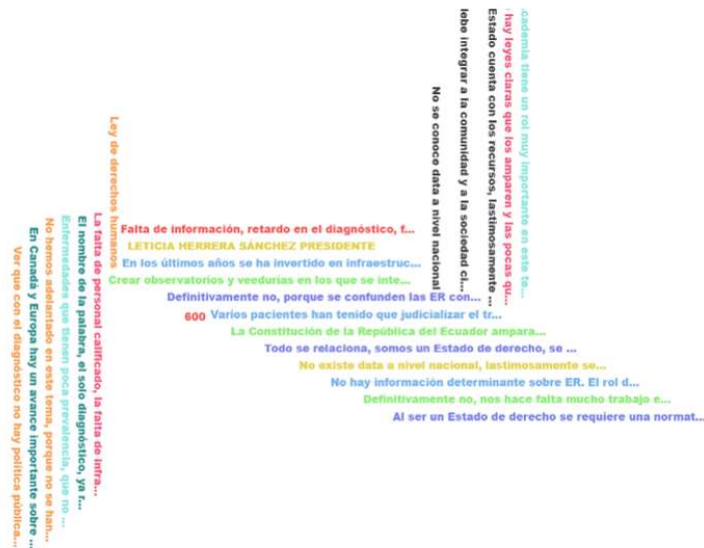 Ver que con el diagnóstico no hay política pública...
En Canadá y Europa hay un avance importante sobre ...
No hemos adelantado en este tema, porque no se han...
Enfermedades que tienen poca prevalencia, que no ...
El nombre de la palabra, el solo diagnóstico, ya r...
La falta de personal calificado, la falta de infra...
Ley de derechos humanos
Falta de información, retardo en el diagnóstico, f...
LETICIA HERRERA SÁNCHEZ PRESIDENTE
En los últimos años se ha invertido en infraestruc...
Crear observatorios y veedurías en los que se inte...
Definitivamente no, porque se confunden las ER con...
600 Varios pacientes han tenido que judicializar el tr...
La Constitución de la República del Ecuador ampara...
Todo se relaciona, somos un Estado de derecho, se ...
No existe data a nivel nacional, lastimosamente se...
No hay información determinante sobre ER. El rol d...
Definitivamente no, nos hace falta mucho trabajo e...
Al ser un Estado de derecho se requiere una normat...
No se conoce data a nivel nacional
integrar a la comunidad y a la sociedad ci...
Estado cuenta con los recursos, lastimosamente ...
hay leyes claras que los amparen y las pocas qu...
tiene un rol muy importante en este te...